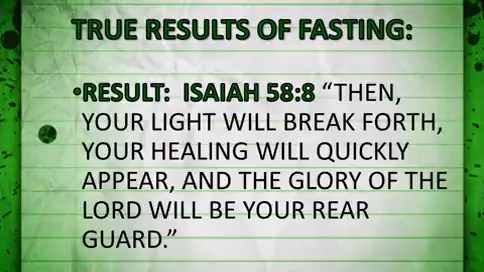 TRUE RESULTS OF FASTING:
•RESULT:  ISAIAH 58:8 “THEN,
YOUR LIGHT WILL BREAK FORTH,
YOUR HEALING WILL QUICKLY
APPEAR, AND THE GLORY OF THE
LORD WILL BE YOUR REAR
GUARD.”